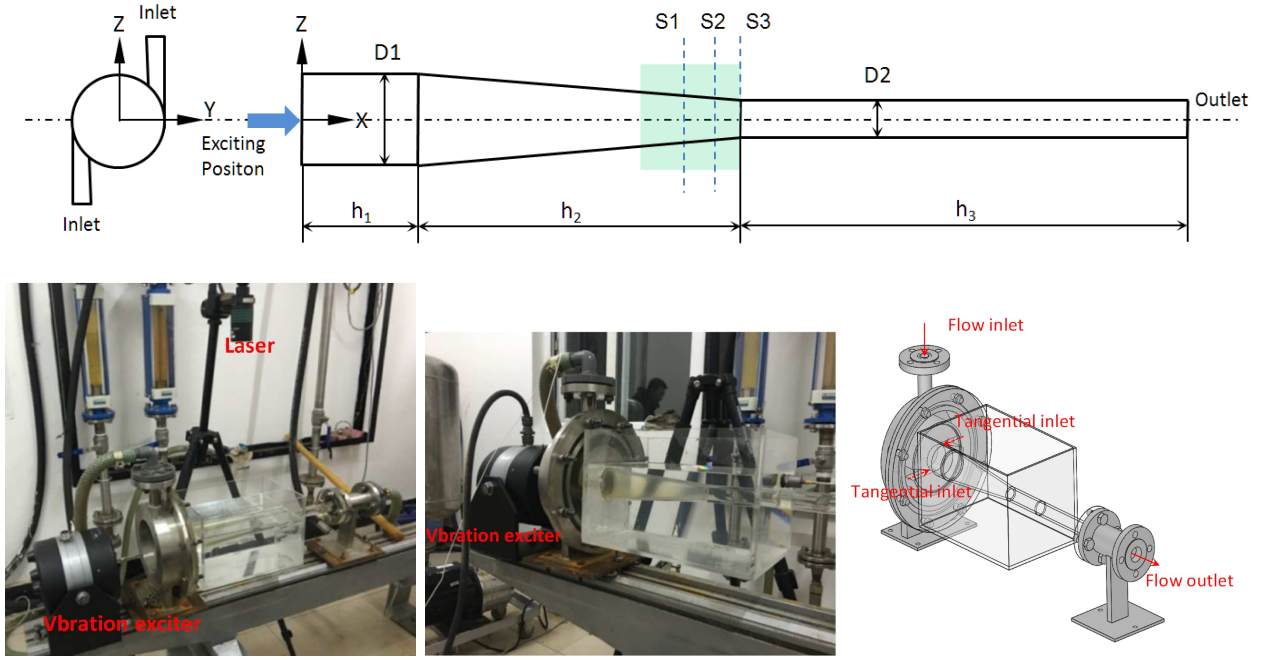 Inlet
Z
Z
S1
S2
S3
D1
D2
Y
X
Outlet
Exciting
Positon
Inlet
h₁
h₂
h₃
Laser
Vbration exciter
Vbration exciter
Flow inlet
Tangential inlet
Tangential inlet
Flow outlet